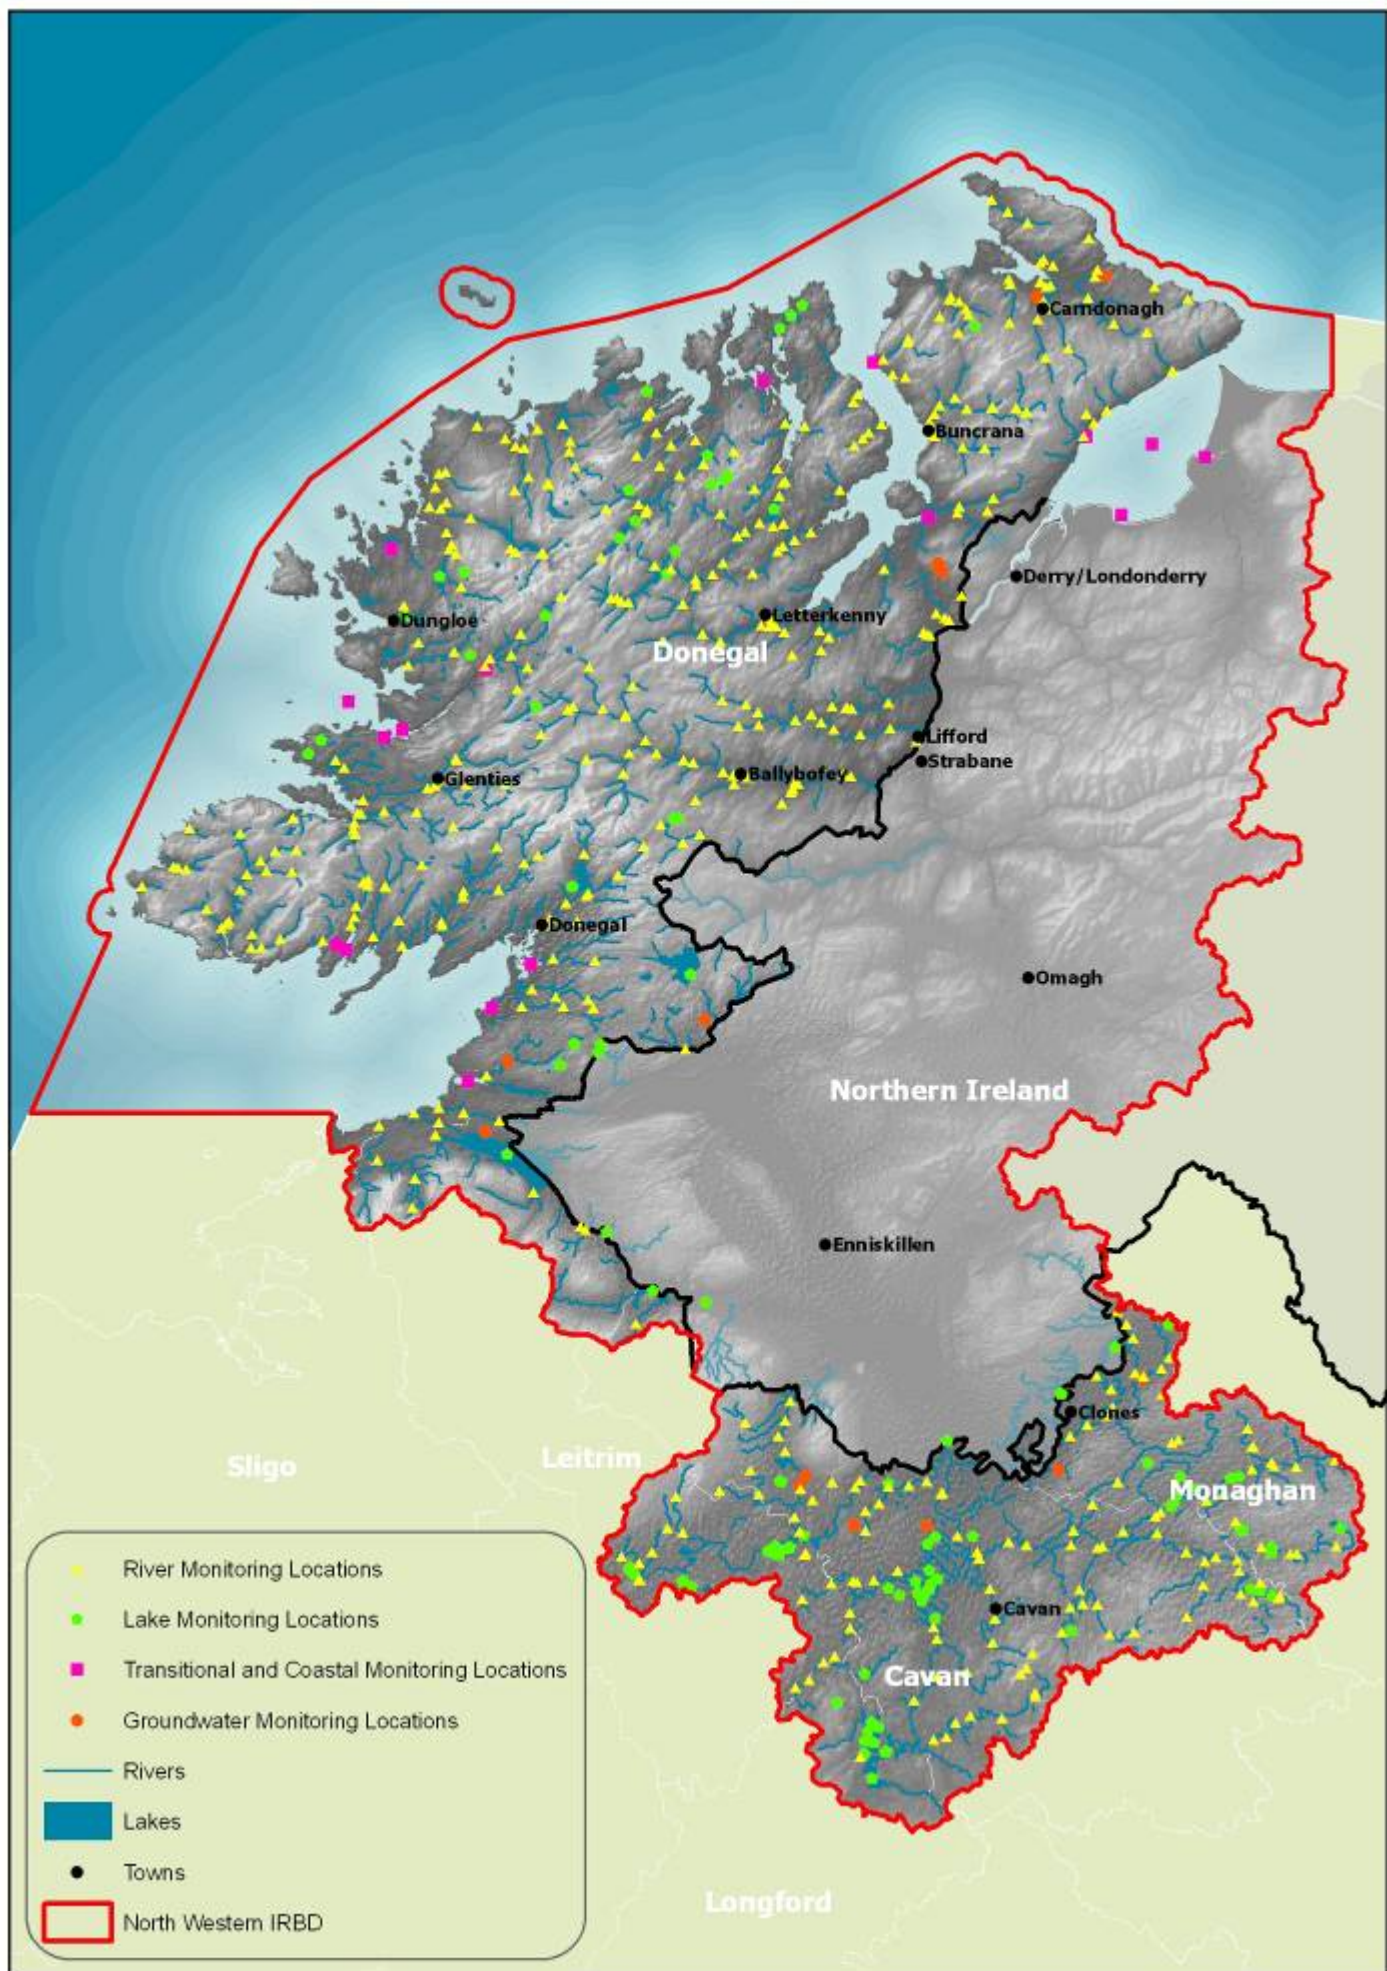 Carndonagh
Buncrana
Derry/Londonderry
Dungloe
Letterkenny
Donegal
Lifford
Strabane
Glenties
Ballybofey
Donegal
Omagh
Northern Ireland
Enniskillen
Clones
Sligo
Leitrim
Monaghan
Cavan
Cavan
Longford
River Monitoring Locations
Lake Monitoring Locations
Transitional and Coastal Monitoring Locations
Groundwater Monitoring Locations
Rivers
Lakes
Towns
North Western IRBD